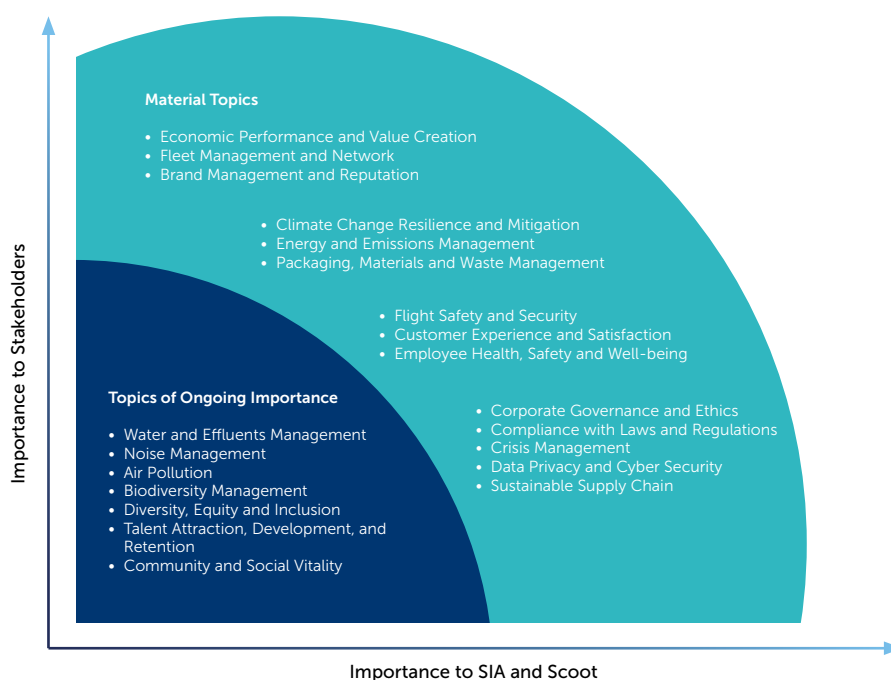 Importance to Stakeholders
Material Topics
• Economic Performance and Value Creation
• Fleet Management and Network
• Brand Management and Reputation
• Climate Change Resilience and Mitigation
• Energy and Emissions Management
• Packaging, Materials and Waste Management
• Flight Safety and Security
• Customer Experience and Satisfaction
• Employee Health, Safety and Well-being
• Corporate Governance and Ethics
• Compliance with Laws and Regulations
• Crisis Management
• Data Privacy and Cyber Security
• Sustainable Supply Chain
Topics of Ongoing Importance
• Water and Effluents Management
• Noise Management
• Air Pollution
• Biodiversity Management
• Diversity, Equity and Inclusion
• Talent Attraction, Development, and
Retention
• Community and Social Vitality
Importance to SIA and Scoot